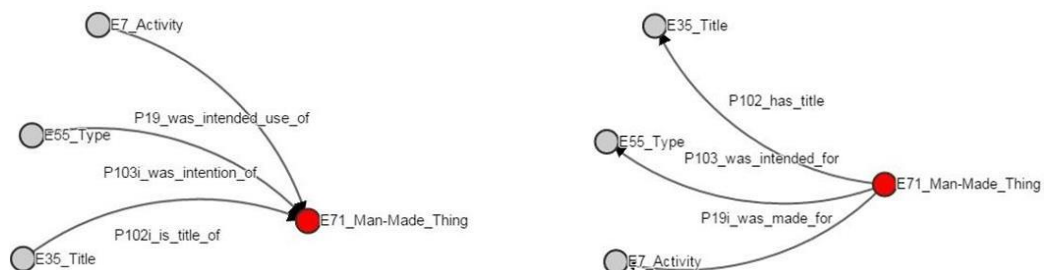 E7_Activity
P19_was_intended_use_of
E55_Type
P103i_was_intention_of
E71_Man-Made_Thing
P102i_is_title_of
E35_Title
E35_Title
P102_has_title
E55_Type
P103_was_intended_for
E71_Man-Made_Thing
P19i_was_made_for
E7_Activity